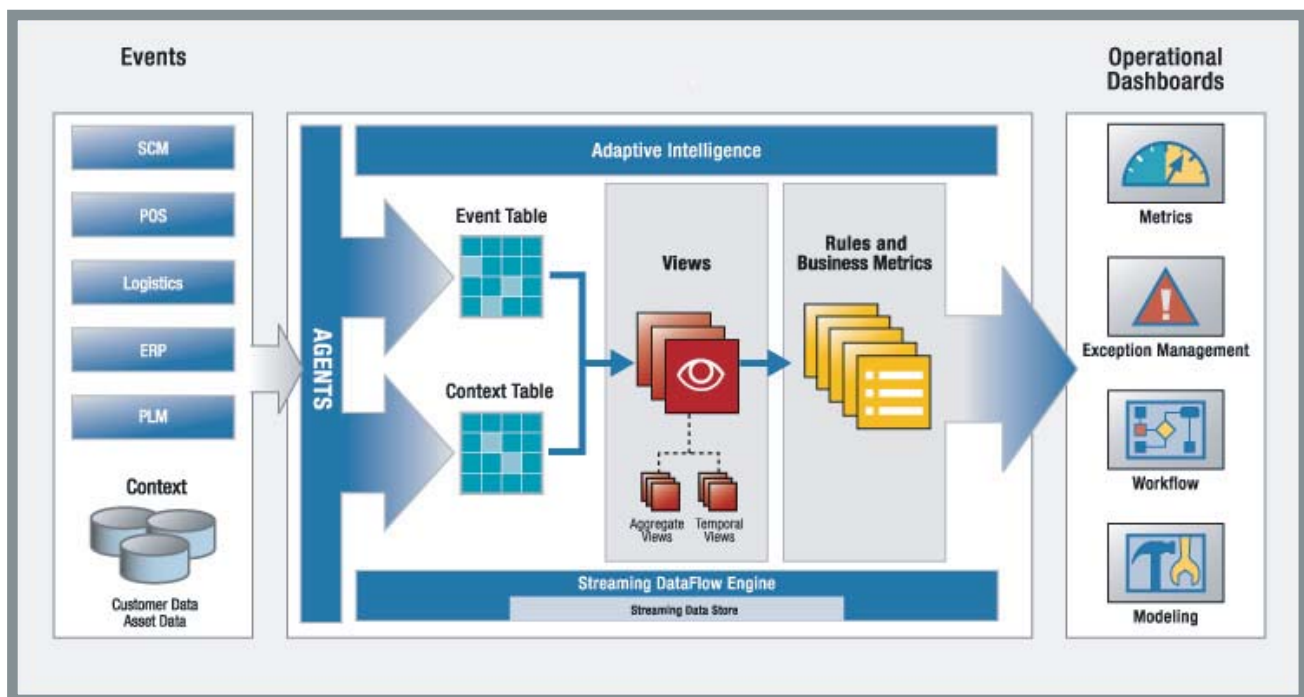 Events
Operational
Dashboards
SCM
POS
Logistics
ERP
PLM
Context
Customer Data
Asset Data
AGENTS
Adaptive Intelligence
Event Table
Context Table
Views
Aggregate
Views
Temporal
Views
Rules and
Business Metrics
Streaming DataFlow Engine
Streaming Data Store
Metrics
Exception Management
Workflow
Modeling